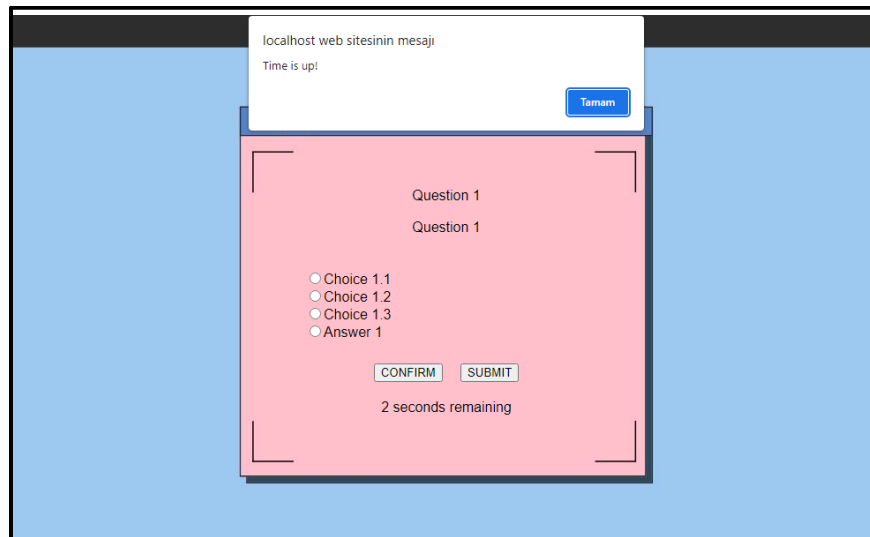 localhost web sitesinin mesajı
Time is up!
Tamam
Question 1
Question 1
Choice 1.1
Choice 1.2
Choice 1.3
Answer 1
CONFIRM SUBMIT
2 seconds remaining